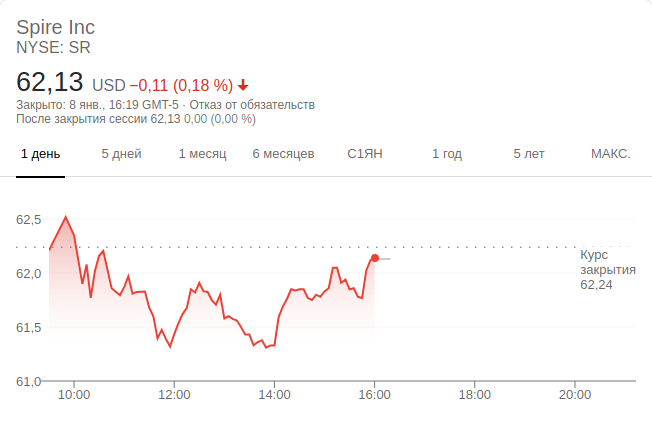 Spire Inc
NYSE: SR
62,13 USD −0,11 (0,18 %)
Закрыто: 8 янв., 16:19 GMT-5 · Отказ от обязательств
После закрытия сессии 62,13 0,00 (0,00 %)
1 день 5 дней 1 месяц 6 месяцев С1ЯН 1 год 5 лет МАКС.
62,5
Курс
закрытия
62,24
62,0
61,5
61,0
10:00 12:00 14:00 16:00 18:00 20:00